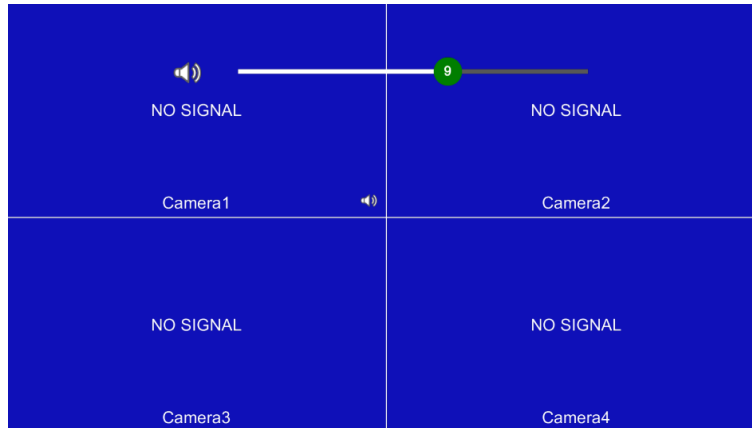 9
NO SIGNAL
NO SIGNAL
Camera1
Camera2
NO SIGNAL
NO SIGNAL
Camera3
Camera4